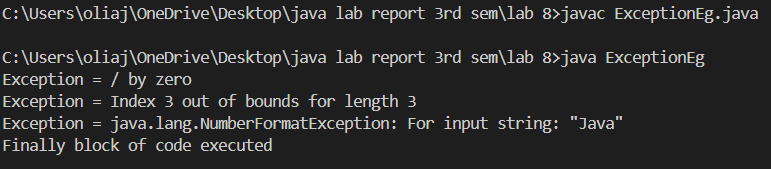 C:\Users\oliaj\OneDrive\Desktop\java lab report 3rd sem\lab 8>javac ExceptionEg.java
C:\Users\oliaj\OneDrive\Desktop\java lab report 3rd sem\lab 8>java ExceptionEg
Exception = / by zero
Exception = Index 3 out of bounds for length 3
Exception = java.lang.NumberFormatException: For input string: "Java"
Finally block of code executed